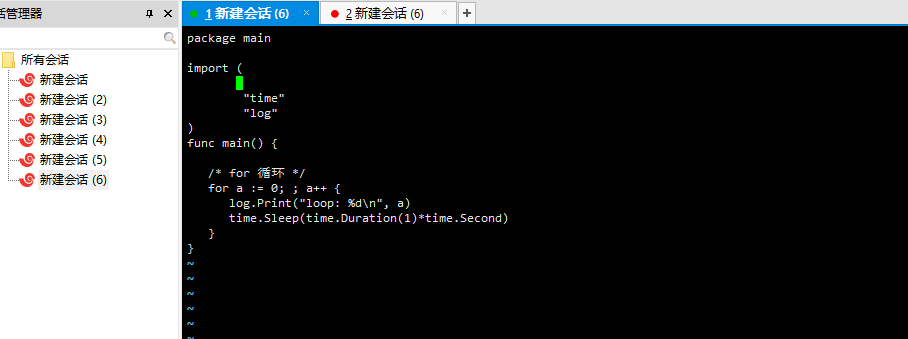 舌管理器
1 新建会话 (6)
2 新建会话 (6)
package main
import (
所有会话
新建会话
新建会话 (2)
新建会话 (3)
新建会话 (4)
新建会话 (5)
新建会话 (6)
"time"
"log"
)
func main() {
/* for 循环 */
for a := 0; ; a++ {
log.Print("loop: %d\n", a)
time.Sleep(time.Duration(1)*time.Second)
}
}
~
~
~
~
~
~